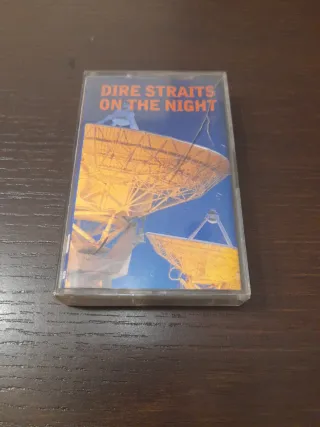 DIRE STRAITS
ON THE NIGHT